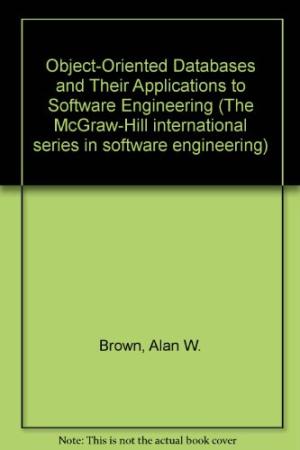 Object-Oriented Databases
and Their Applications to
Software Engineering (The
McGraw-Hill international
series in software engineering)
Brown, Alan W.
Note: This is not the actual book cover